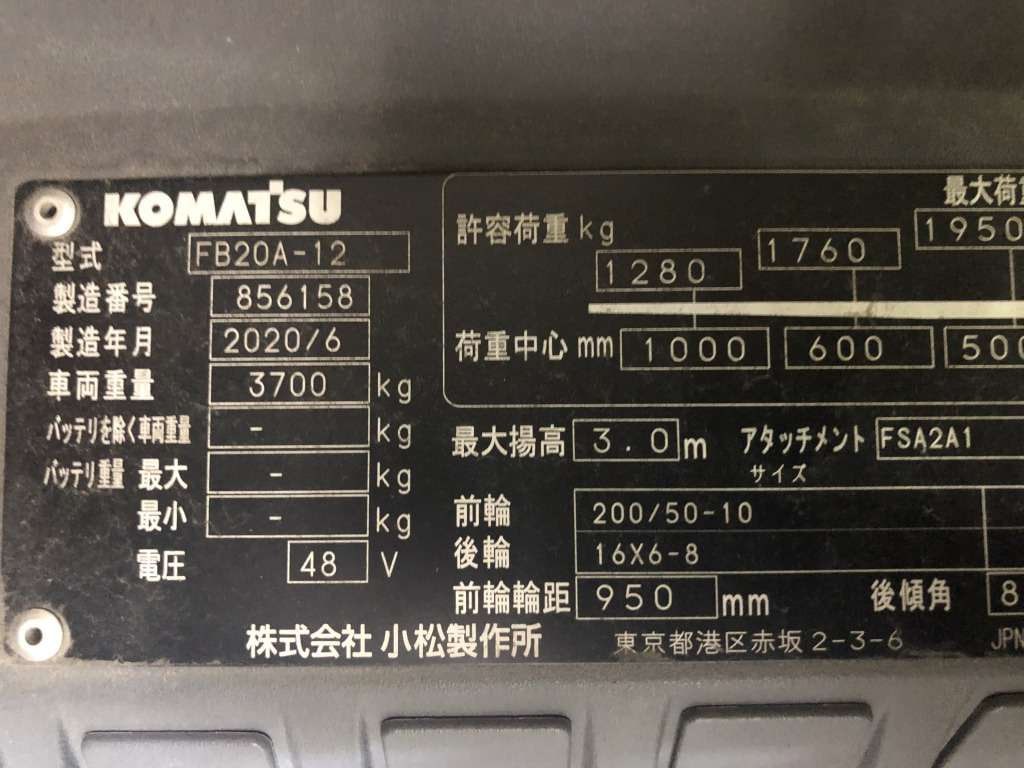 KOMATSU
型式 FB20A-12
製造番号 856158
製造年月 2020/6
車両重量 3700 kg
バッテリを除く車両重量 - kg
バッテリ重量 最大 - kg
最小 - kg
電圧 48 V
最大荷
許容荷重 kg 1280 1760 1950
荷重中心 mm 1000 600 500
最大揚高 3.0 m アタッチメント FSA2A1
サイズ
前輪 200/50-10
後輪 16X6-8
前輪輪距 950 mm 後傾角 8
株式会社 小松製作所 東京都港区赤坂2-3-6 JPN